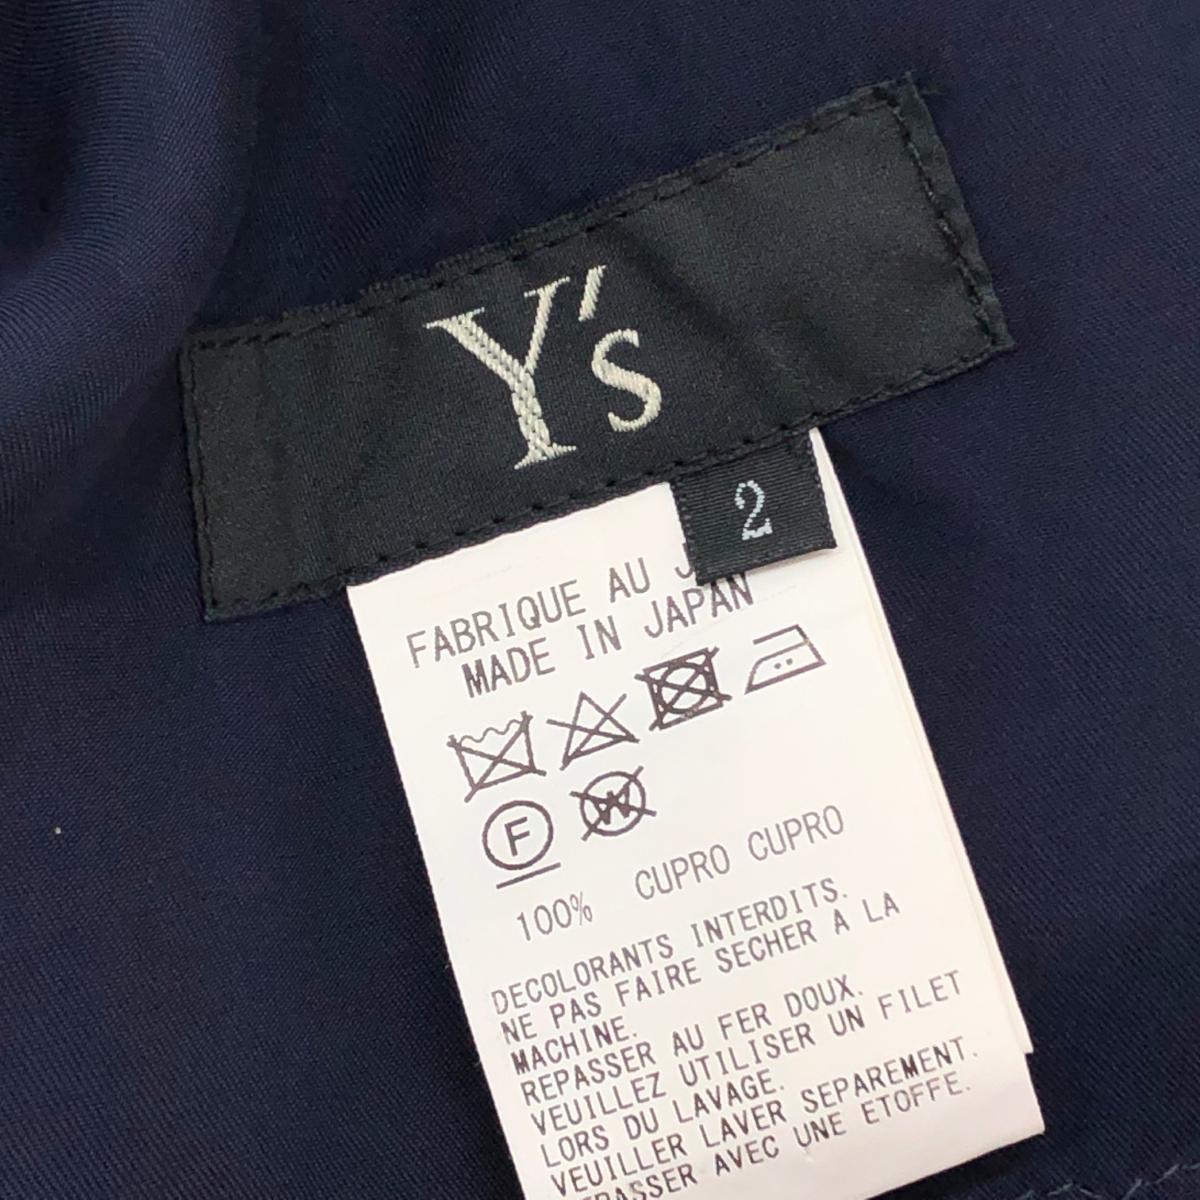 Y's
2
FABRIQUE AU J
MADE IN JAPAN
F
W
100% CUPRO CUPRO
DECOLORANTS INTERDITS.
NE PAS FAIRE SECHER A LA
MACHINE.
REPASSER AU FER DOUX.
VEUILLEZ UTILISER UN FILET
LORS DU LAVAGE.
VEUILLER LAVER SEPAREMENT.
AVEC UNE ETOFFE.